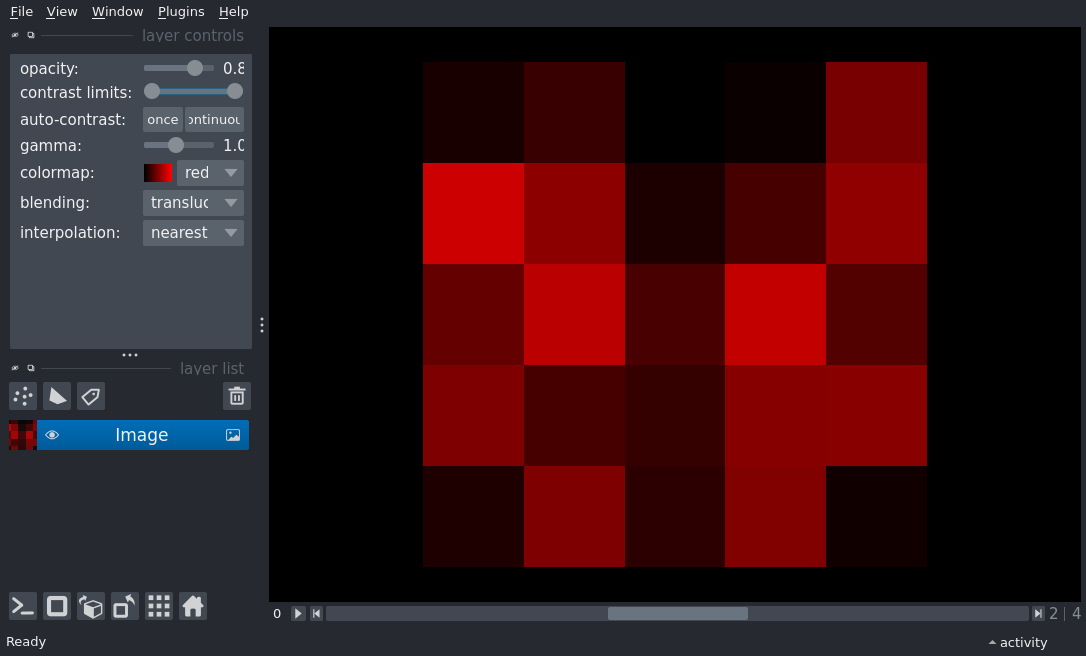 File View Window Plugins Help
layer controls
opacity: 0.8
contrast limits:
auto-contrast: once ontinuou
gamma: 1.0
colormap: red
blending: transluc
interpolation: nearest
layer list
Image
0 2 | 4
Ready
activity